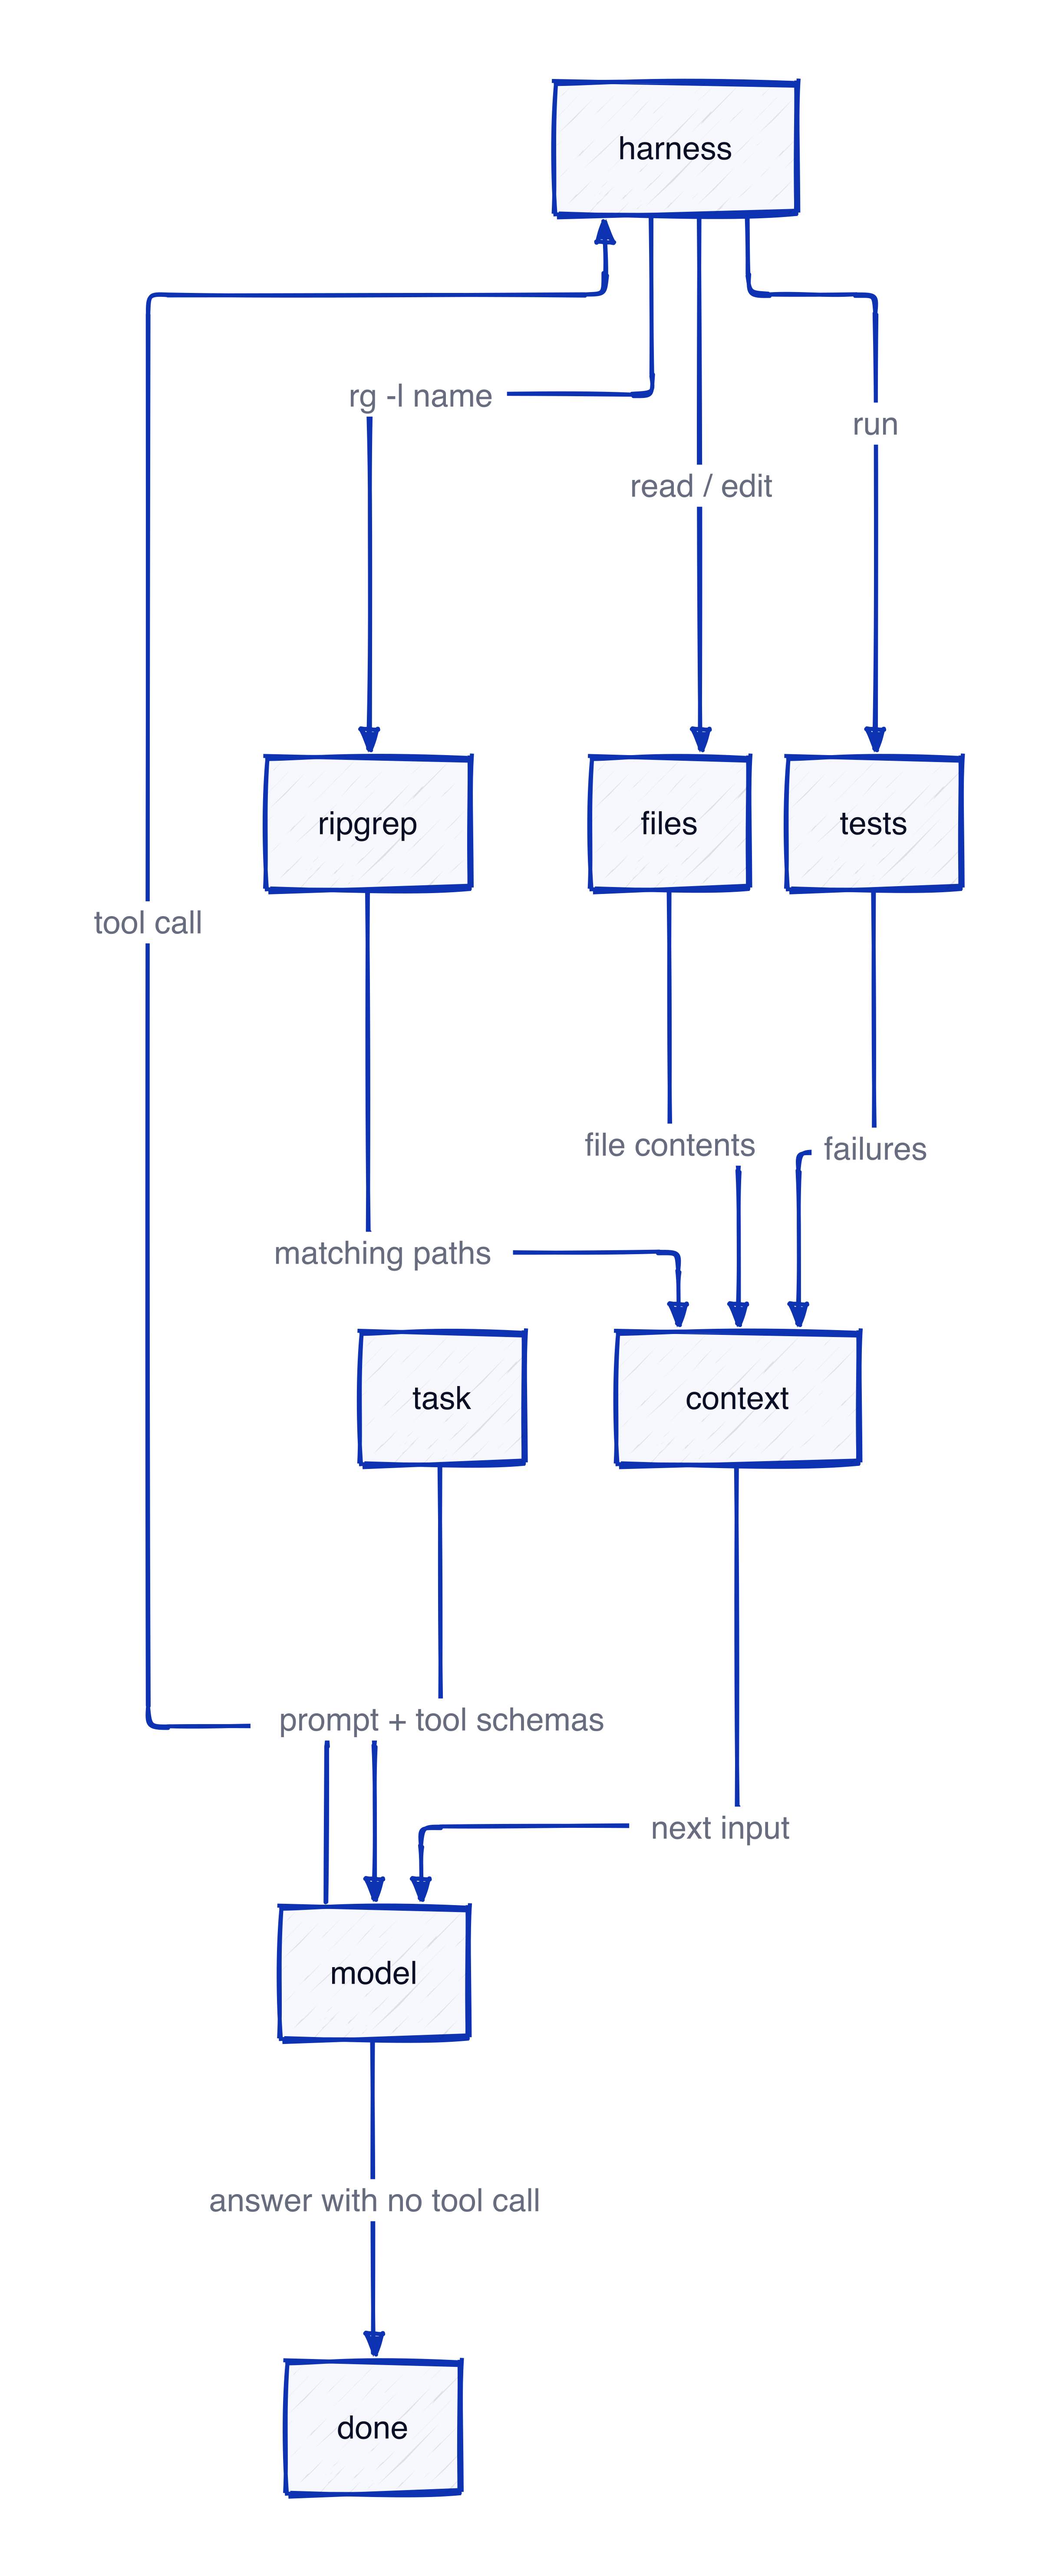 harness
rg -l name
run
read / edit
ripgrep
files
tests
tool call
file contents
failures
matching paths
task
context
prompt + tool schemas
next input
model
answer with no tool call
done